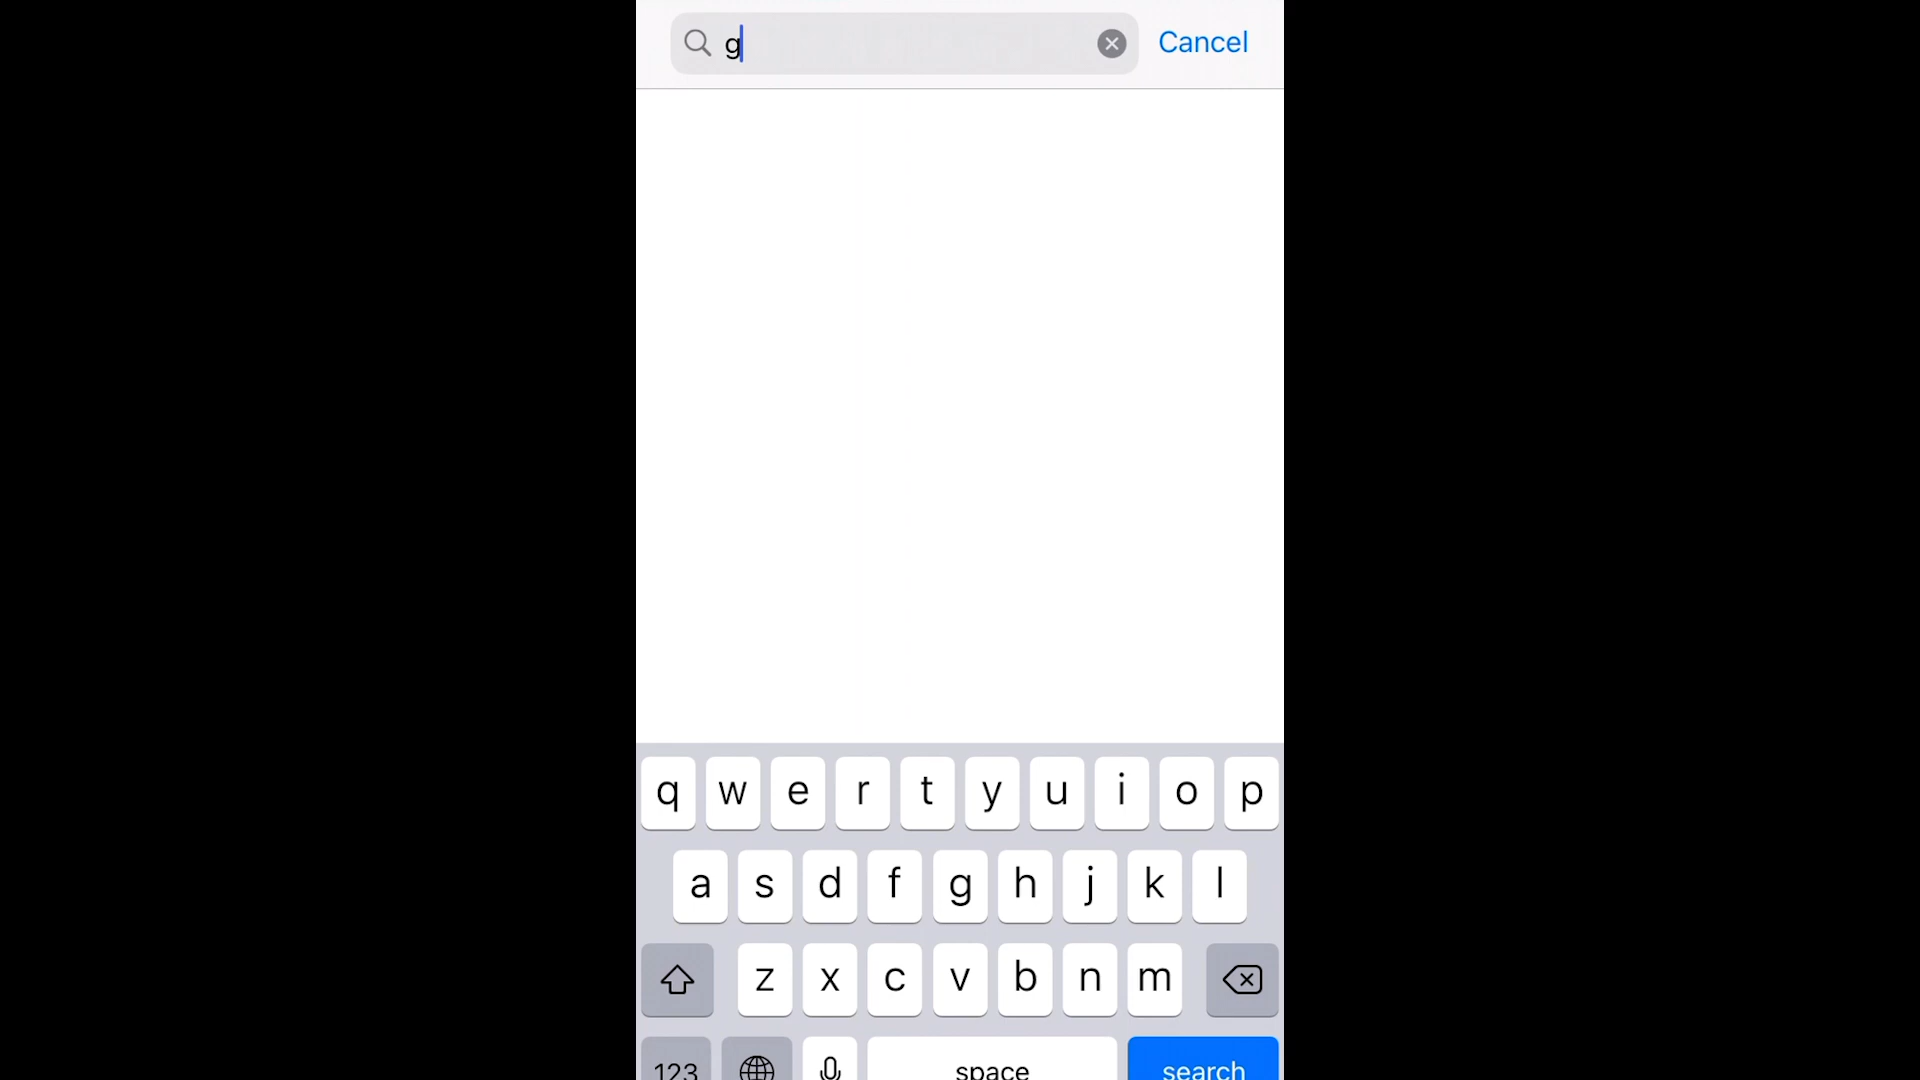 g Cancel
q w e r t y u i o p
a s d f g h j k l
z x c v b n m
123 space search